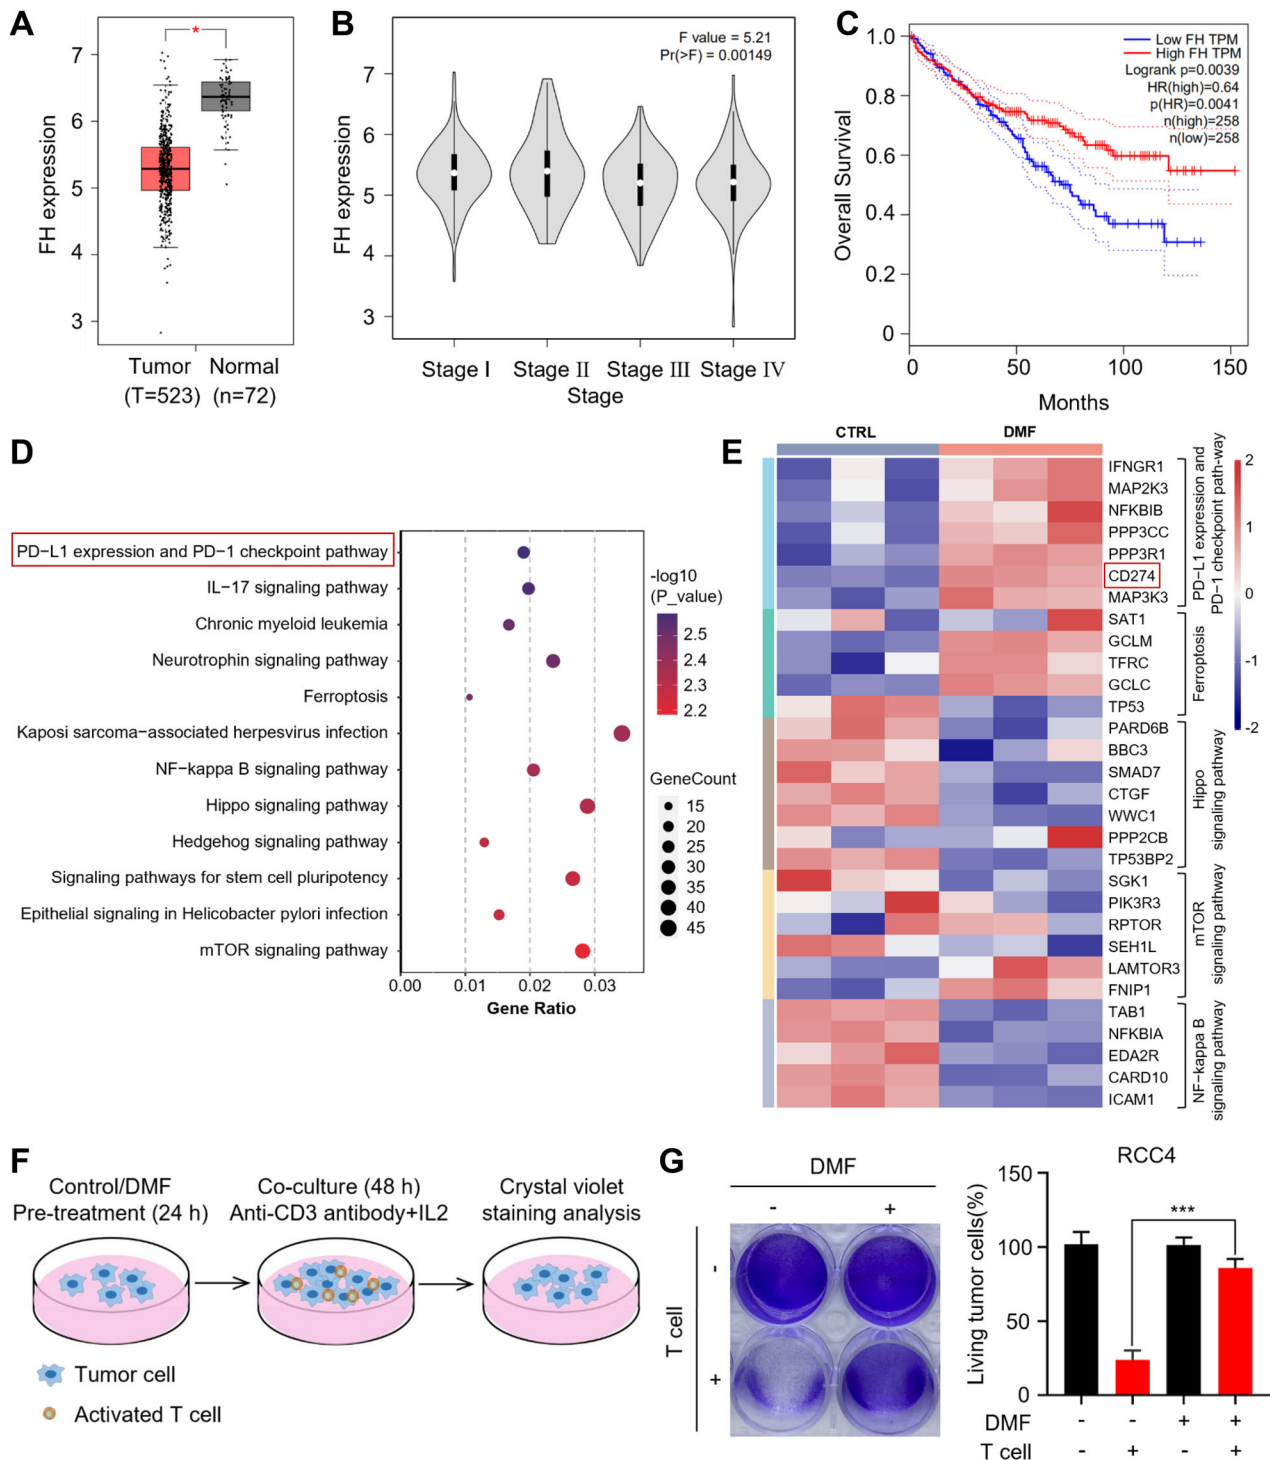 A
*
FH expression
7
6
5
4
3
Tumor
(T=523)
Normal
(n=72)
B
F value = 5.21
Pr(>F) = 0.00149
FH expression
7
6
5
4
3
Stage I
Stage II
Stage III
Stage IV
Stage
C
Low FH TPM
High FH TPM
Logrank p=0.0039
HR(high)=0.64
p(HR)=0.0041
n(high)=258
n(low)=258
Overall Survival
1.0
0.8
0.6
0.4
0.2
0
0
50
100
150
Months
D
PD-L1 expression and PD-1 checkpoint pathway
IL-17 signaling pathway
Chronic myeloid leukemia
Neurotrophin signaling pathway
Ferroptosis
Kaposi sarcoma-associated herpesvirus infection
NF-kappa B signaling pathway
Hippo signaling pathway
Hedgehog signaling pathway
Signaling pathways for stem cell pluripotency
Epithelial signaling in Helicobacter pylori infection
mTOR signaling pathway
0.00
0.01
0.02
0.03
Gene Ratio
-log10
(P_value)
2.5
2.4
2.3
2.2
GeneCount
15
20
25
30
35
40
45
E
CTRL
DMF
IFNGR1
MAP2K3
NFKBIB
PPP3CC
PPP3R1
CD274
MAP3K3
SAT1
GCLM
TFRC
GCLC
TP53
PARD6B
BBC3
SMAD7
CTGF
WWC1
PPP2CB
TP53BP2
SGK1
PIK3R3
RPTOR
SEH1L
LAMTOR3
FNIP1
TAB1
NFKBIA
EDA2R
CARD10
ICAM1
PD-L1 expression and
PD-1 checkpoint path-way
Ferroptosis
Hippo
signaling pathway
mTOR
signaling pathway
NF-kappa B
signaling pathway
2
1
0
-1
-2
F
Control/DMF
Pre-treatment (24 h)
Co-culture (48 h)
Anti-CD3 antibody+IL2
Crystal violet
staining analysis
Tumor cell
Activated T cell
G
DMF
-
+
T cell
-
+
RCC4
Living tumor cells(%)
150
100
50
0
***
DMF - - + +
T cell - + - +